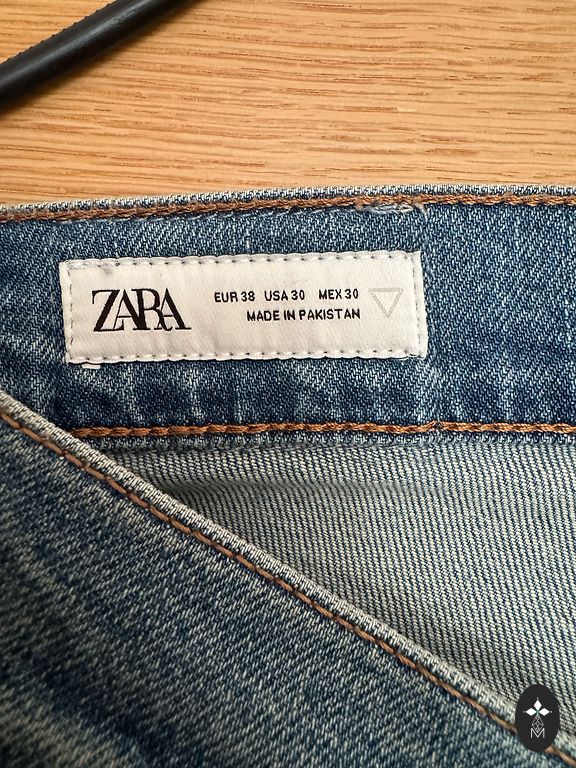 ZARA
EUR 38 USA 30 MEX 30
MADE IN PAKISTAN
M